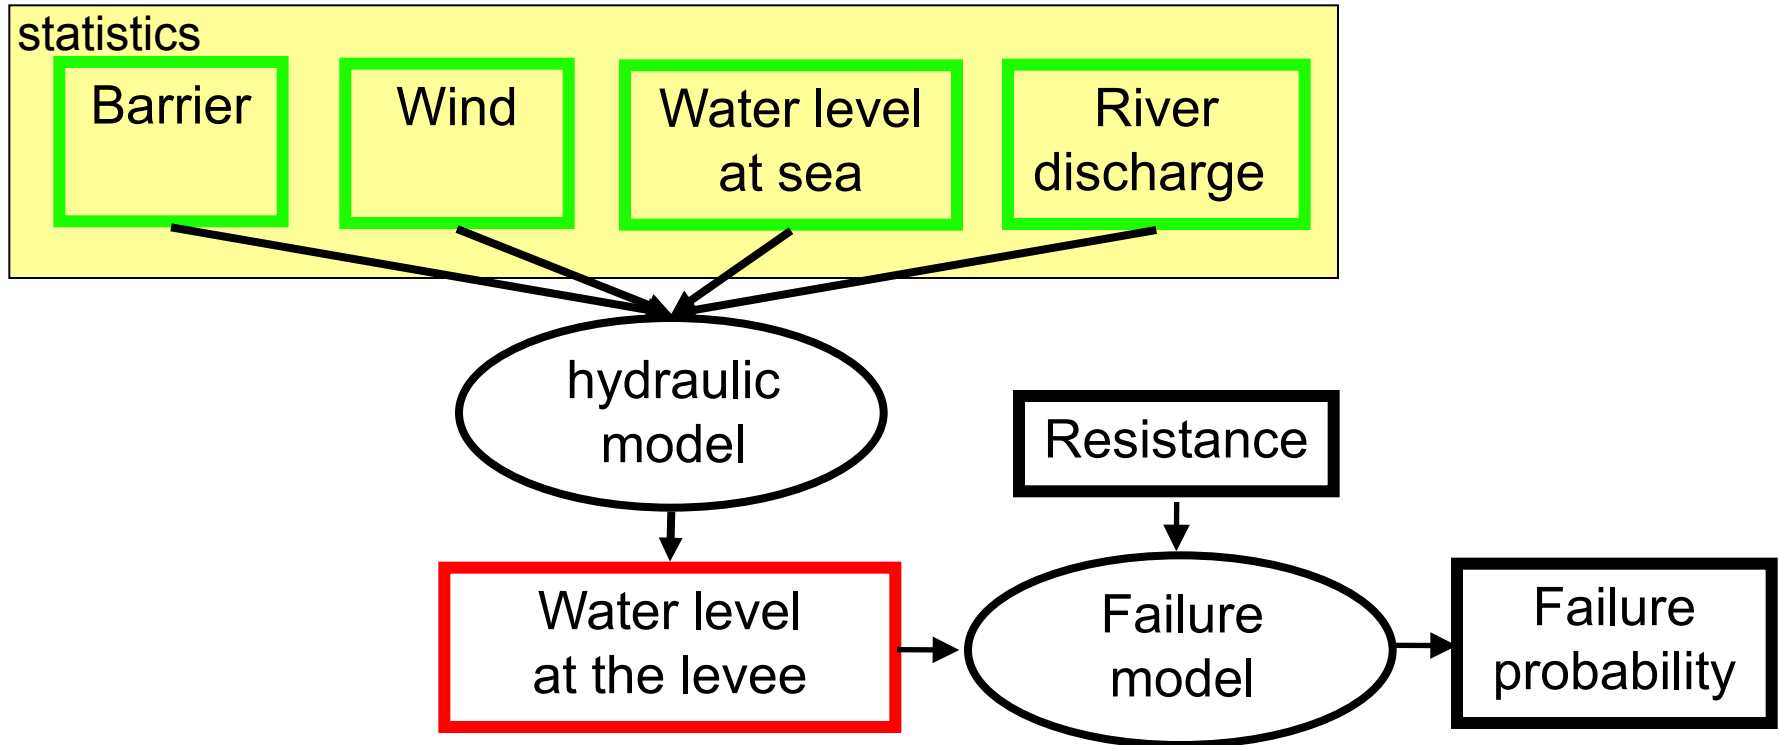 statistics
Barrier
Wind
Water level
at sea
River
discharge
hydraulic
model
Resistance
Water level
at the levee
Failure
model
Failure
probability